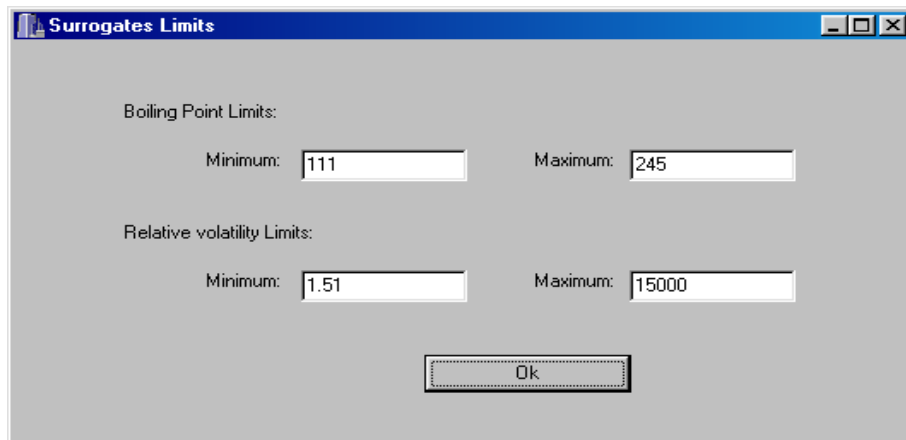 Surrogates Limits
Boiling Point Limits:
Minimum: 111 Maximum: 245
Relative volatility Limits:
Minimum: 1.51 Maximum: 15000
Ok